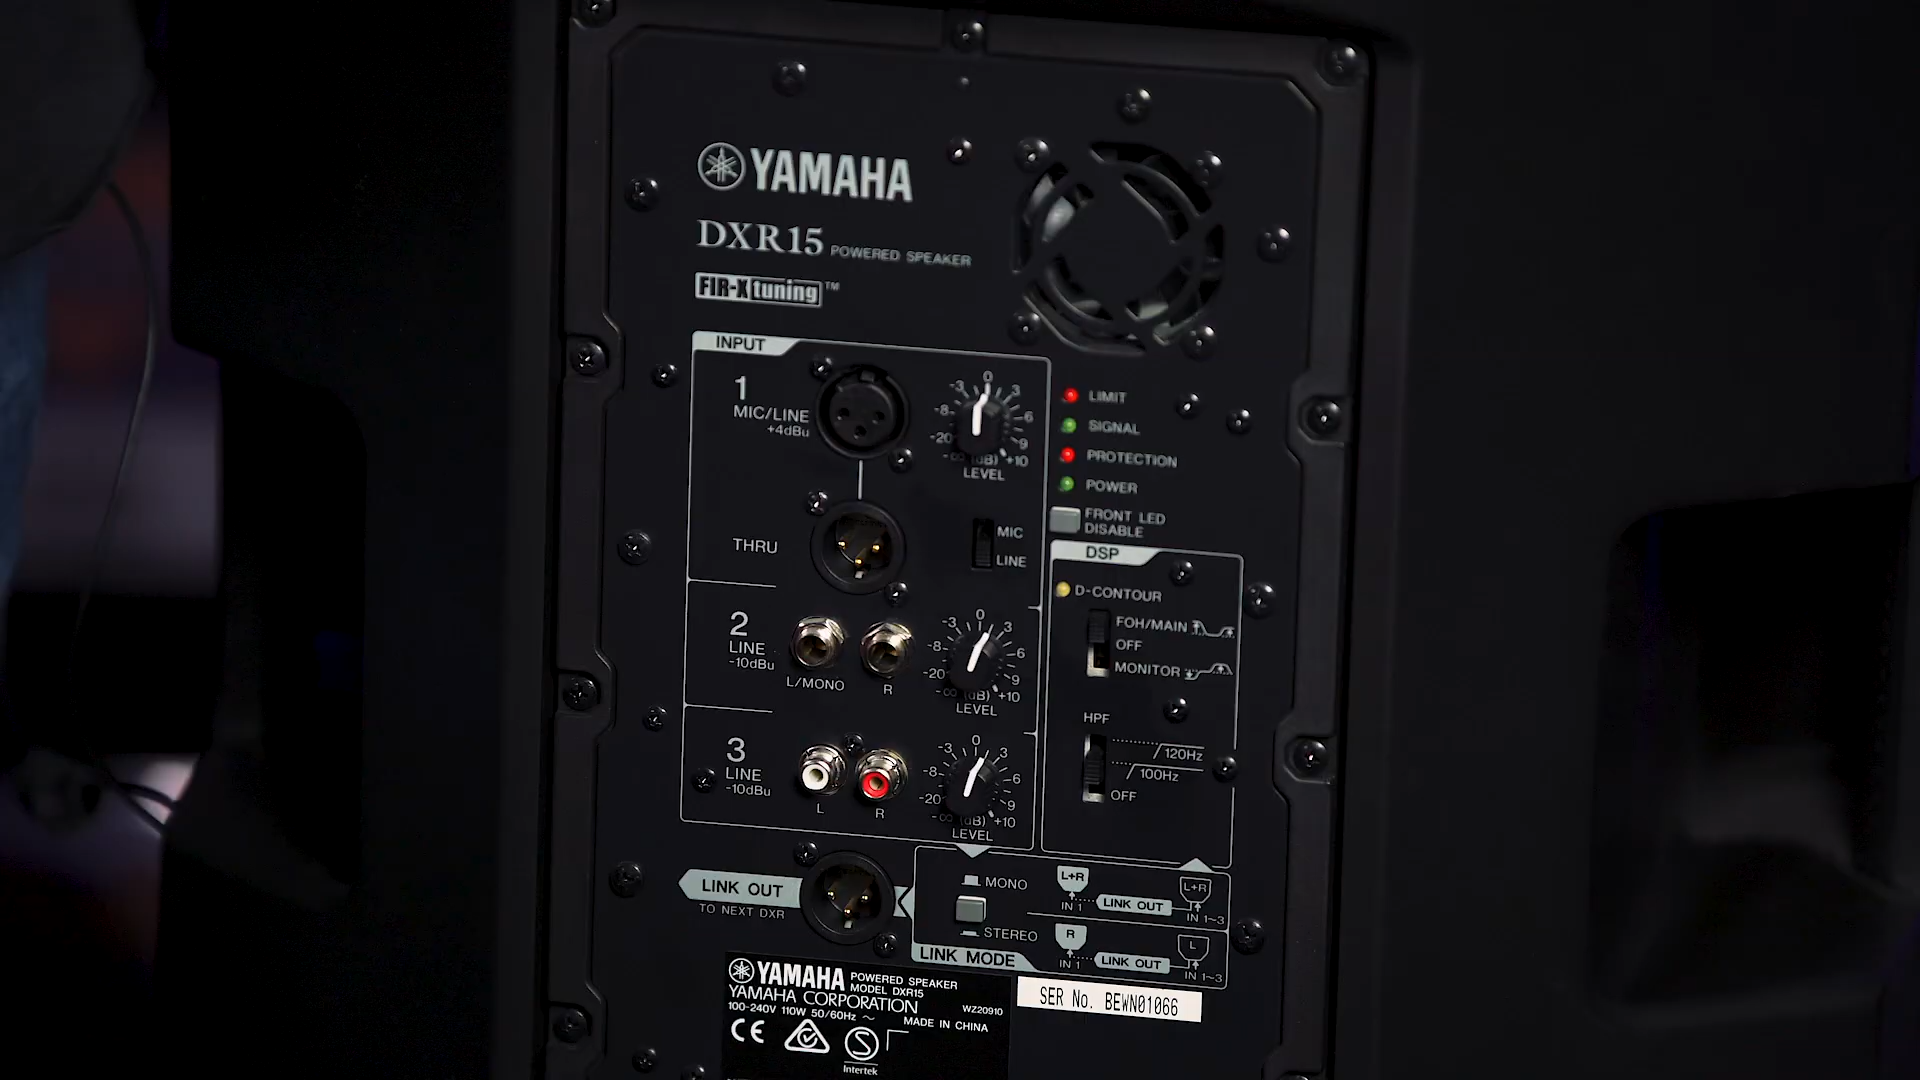 YAMAHA
DXR15 POWERED SPEAKER
FIR-X tuning™
INPUT
1
MIC/LINE
+4dBu
-∞ -20 -8 -3 0 3 6 9 +10
(dB)
LEVEL
THRU
MIC
LINE
2
LINE
-10dBu
L/MONO
R
-∞ -20 -8 -3 0 3 6 9 +10
(dB)
LEVEL
3
LINE
-10dBu
L
R
-∞ -20 -8 -3 0 3 6 9 +10
(dB)
LEVEL
LIMIT
SIGNAL
PROTECTION
POWER
FRONT LED
DISABLE
DSP
D-CONTOUR
FOH/MAIN
OFF
MONITOR
HPF
120Hz
100Hz
OFF
LINK OUT
TO NEXT DXR
MONO
STEREO
LINK MODE
L+R
IN 1
LINK OUT
L+R
IN 1~3
R
IN 1
LINK OUT
L
IN 1~3
YAMAHA POWERED SPEAKER
MODEL DXR15
YAMAHA CORPORATION
WZ20910
100-240V 110W 50/60Hz ~
MADE IN CHINA
CE
S
Intertek
SER No. BEWN01066